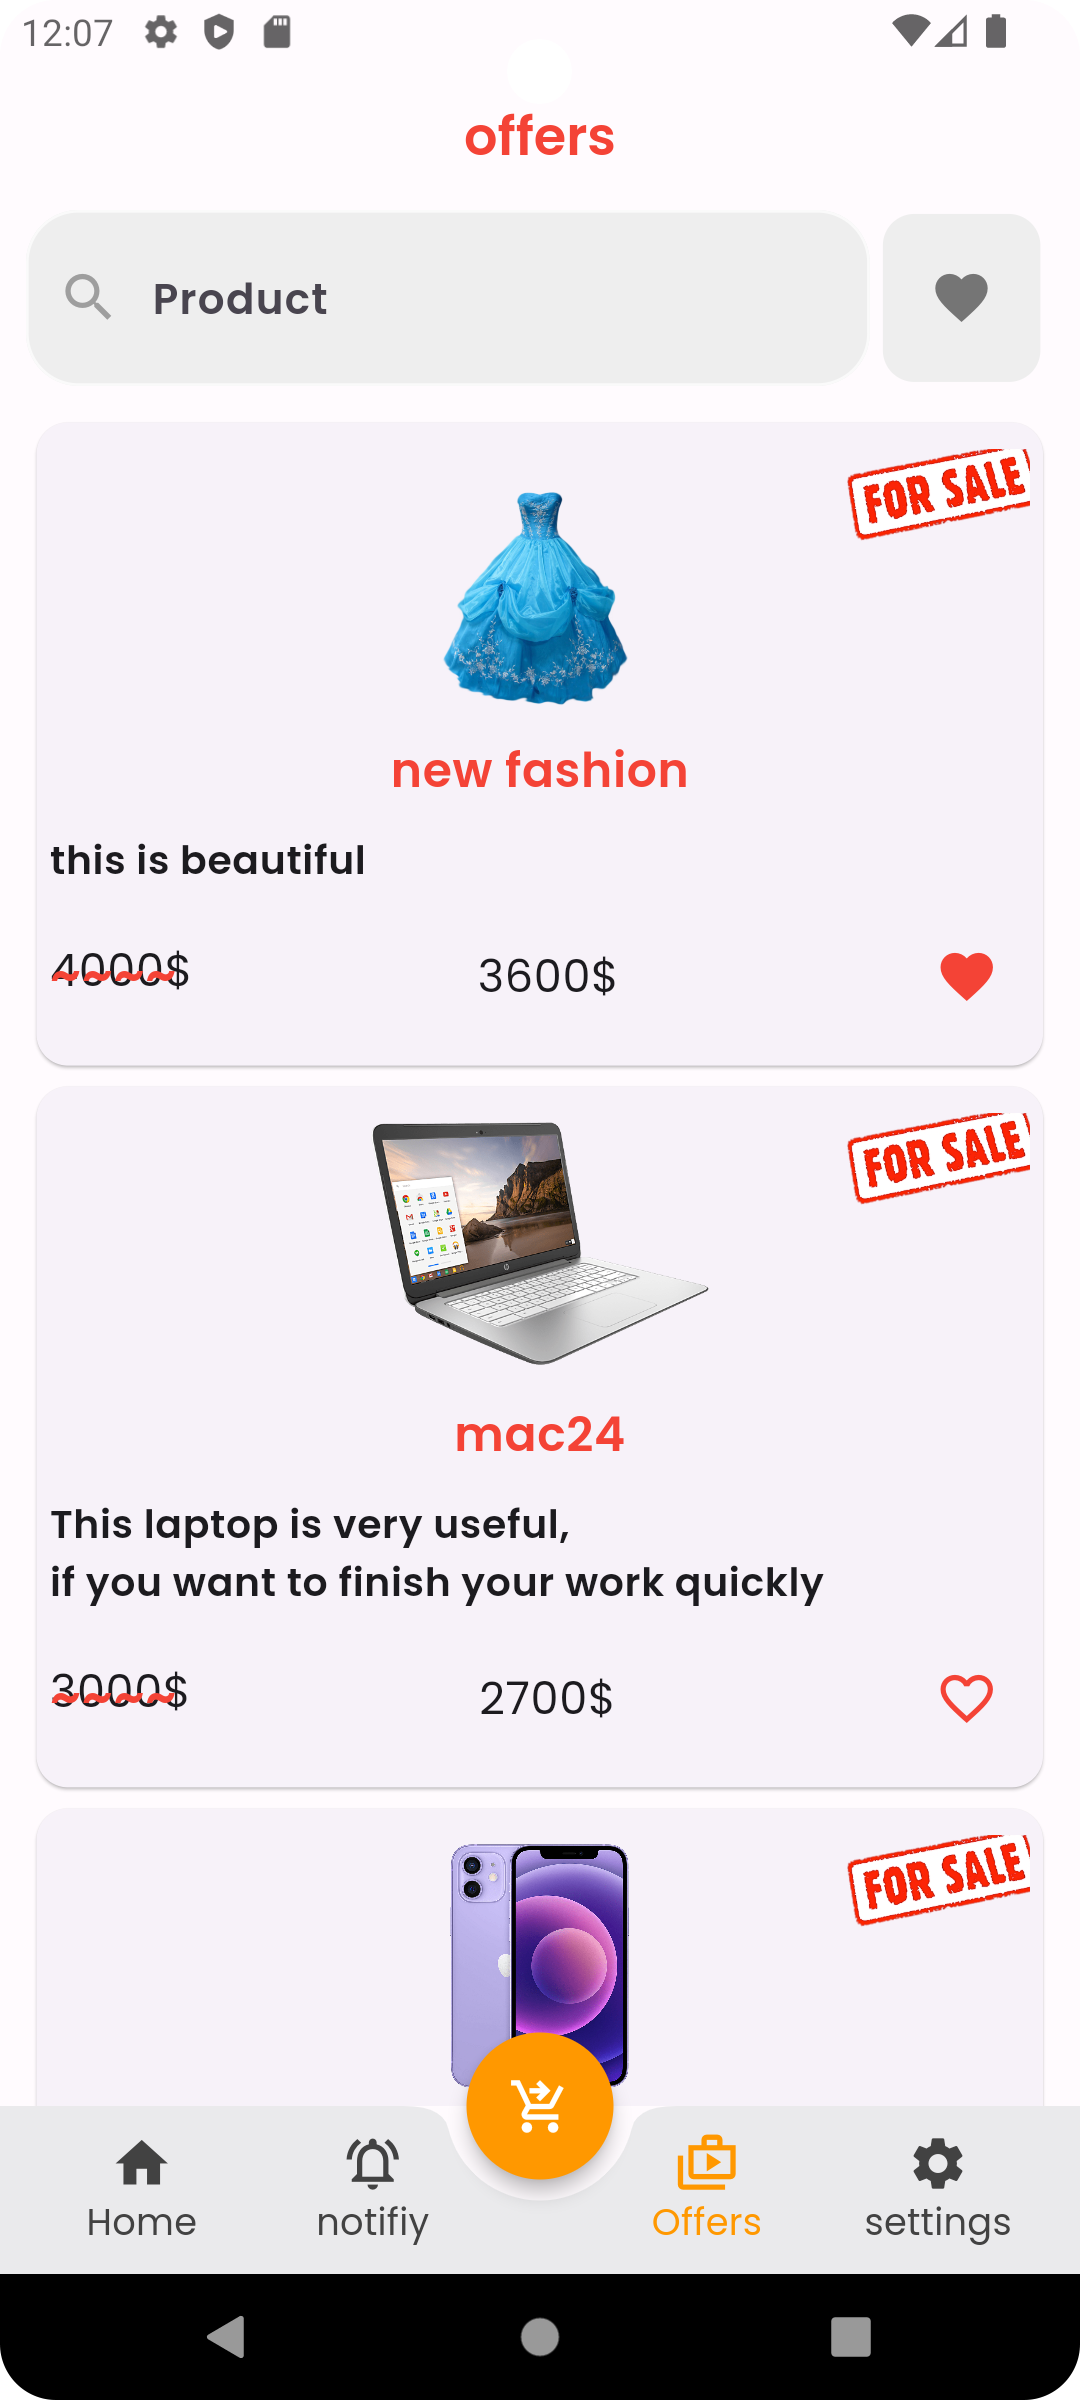 12:07
offers
Product
FOR SALE
new fashion
this is beautiful
4000$
3600$
FOR SALE
mac24
This laptop is very useful,
if you want to finish your work quickly
3000$
2700$
FOR SALE
Home
notifiy
Offers
settings